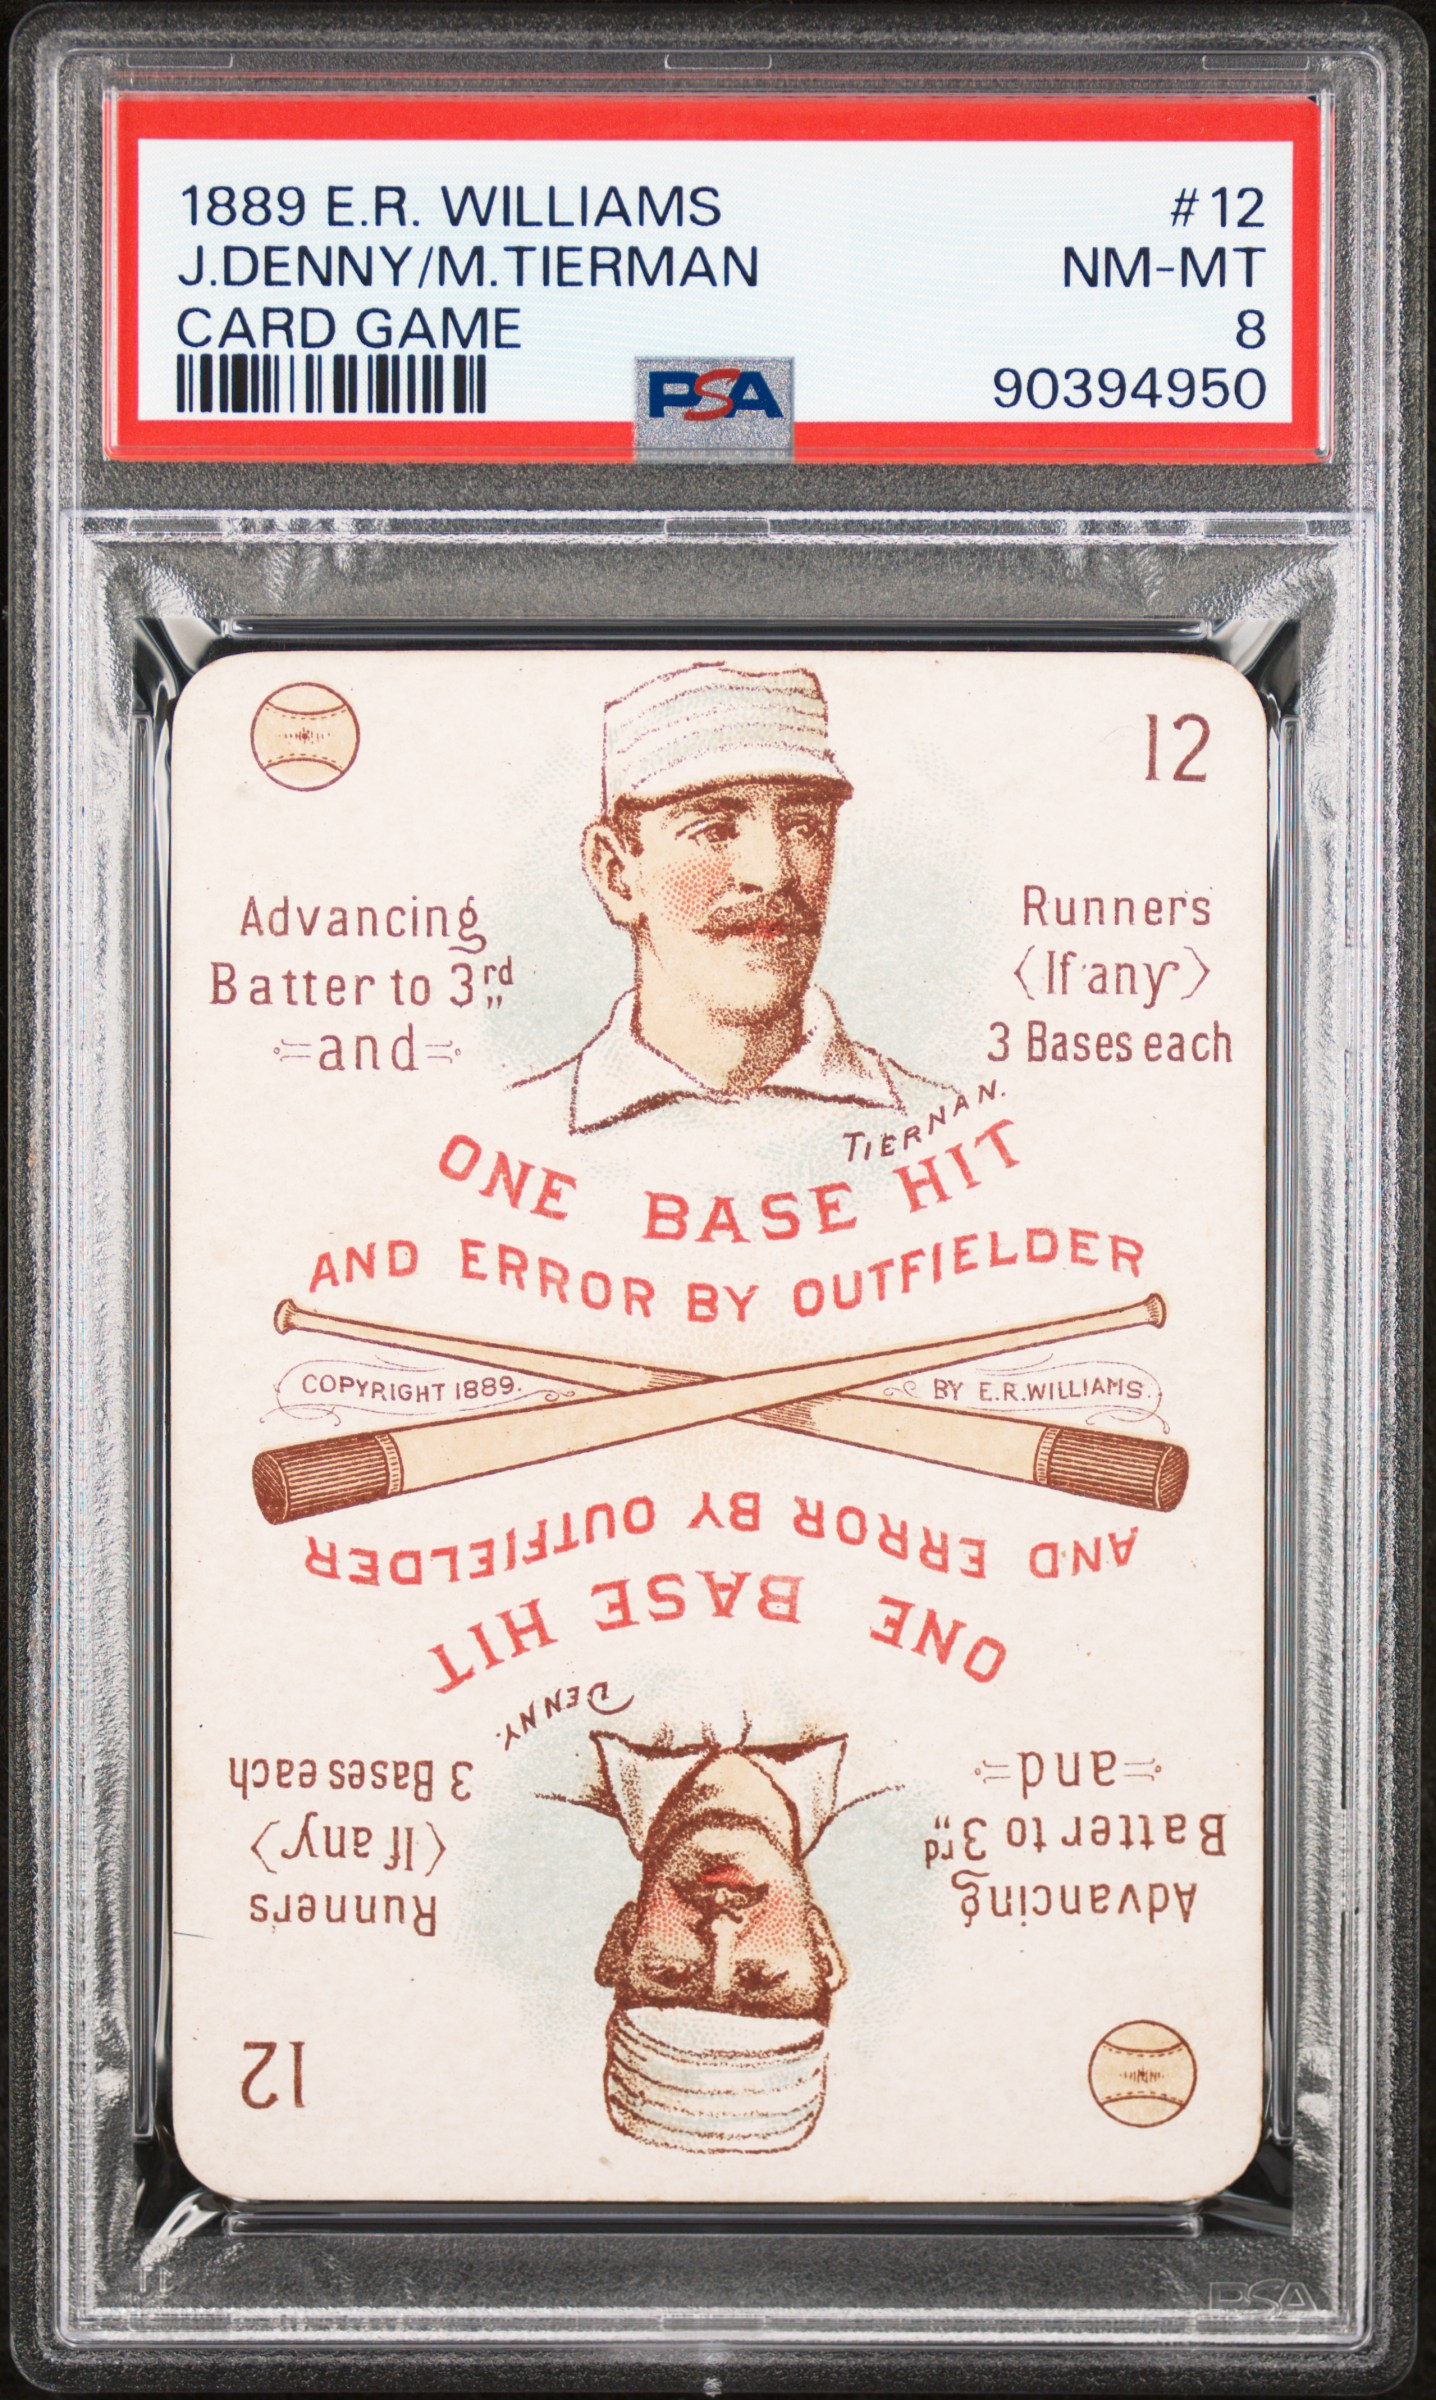 1889 E.R. WILLIAMS #12
J.DENNY/M.TIERMAN NM-MT
CARD GAME 8
PSA 90394950
12
Advancing
Batter to 3rd
and
Runners
(If any)
3 Bases each
TIERNAN.
ONE BASE HIT
AND ERROR BY OUTFIELDER
COPYRIGHT 1889. BY E.R.WILLIAMS.
AND ERROR BY OUTFIELDER
ONE BASE HIT
DENNY.
Advancing
Batter to 3rd
and
Runners
(If any)
3 Bases each
12
PSA